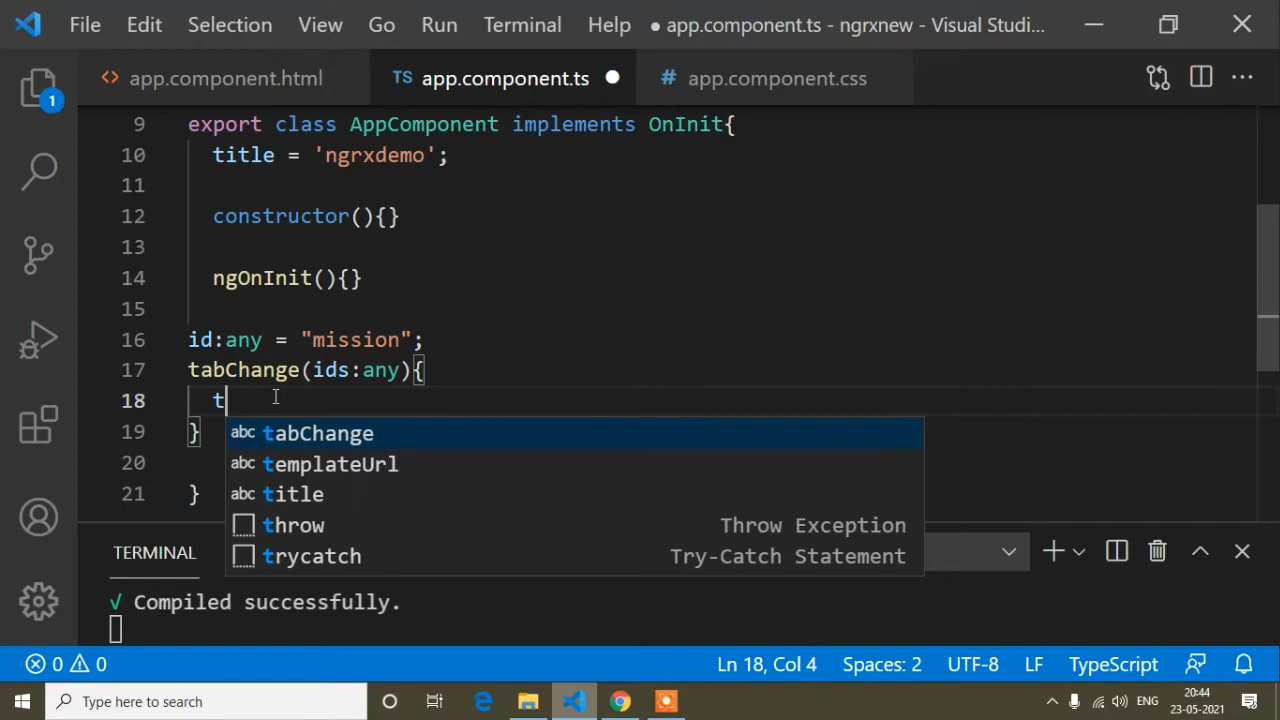 File Edit Selection View Go Run Terminal Help ● app.component.ts - ngrxnew - Visual Studi...
<> app.component.html TS app.component.ts ● # app.component.css ...
1
9 export class AppComponent implements OnInit{
10 title = 'ngrxdemo';
11
12 constructor(){}
13
14 ngOnInit(){}
15
16 id:any = "mission";
17 tabChange(ids:any){
18 t
19 }
20
21 }
abc tabChange
abc templateUrl
abc title
throw Throw Exception
trycatch Try-Catch Statement
TERMINAL
√ Compiled successfully.
0 0 Ln 18, Col 4 Spaces: 2 UTF-8 LF TypeScript
Type here to search ENG 20:44
23-05-2021